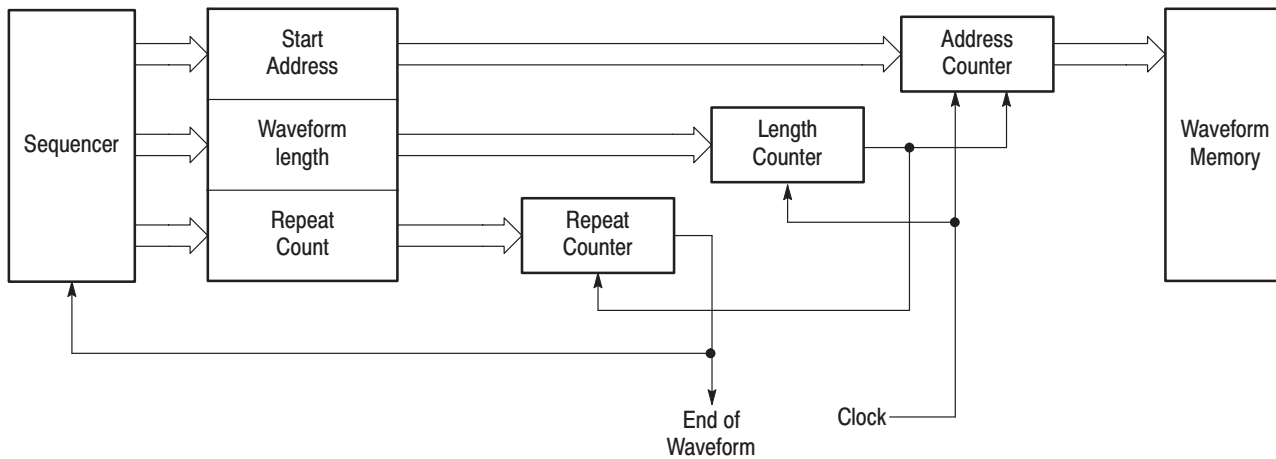 Sequencer
Start
Address
Waveform
length
Repeat
Count
Repeat
Counter
Length
Counter
Address
Counter
Waveform
Memory
End of
Waveform
Clock